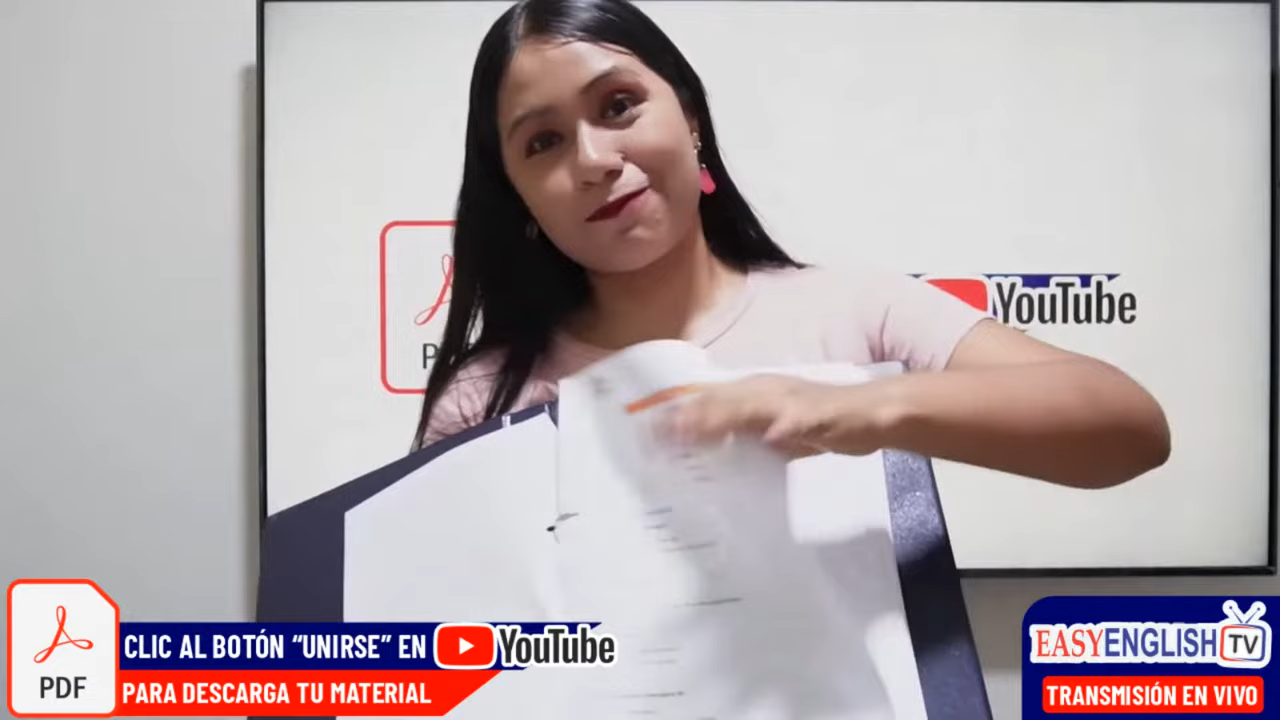 YouTube
CLIC AL BOTÓN “UNIRSE” EN YouTube
PARA DESCARGA TU MATERIAL
PDF
EASYENGLISH TV
TRANSMISIÓN EN VIVO